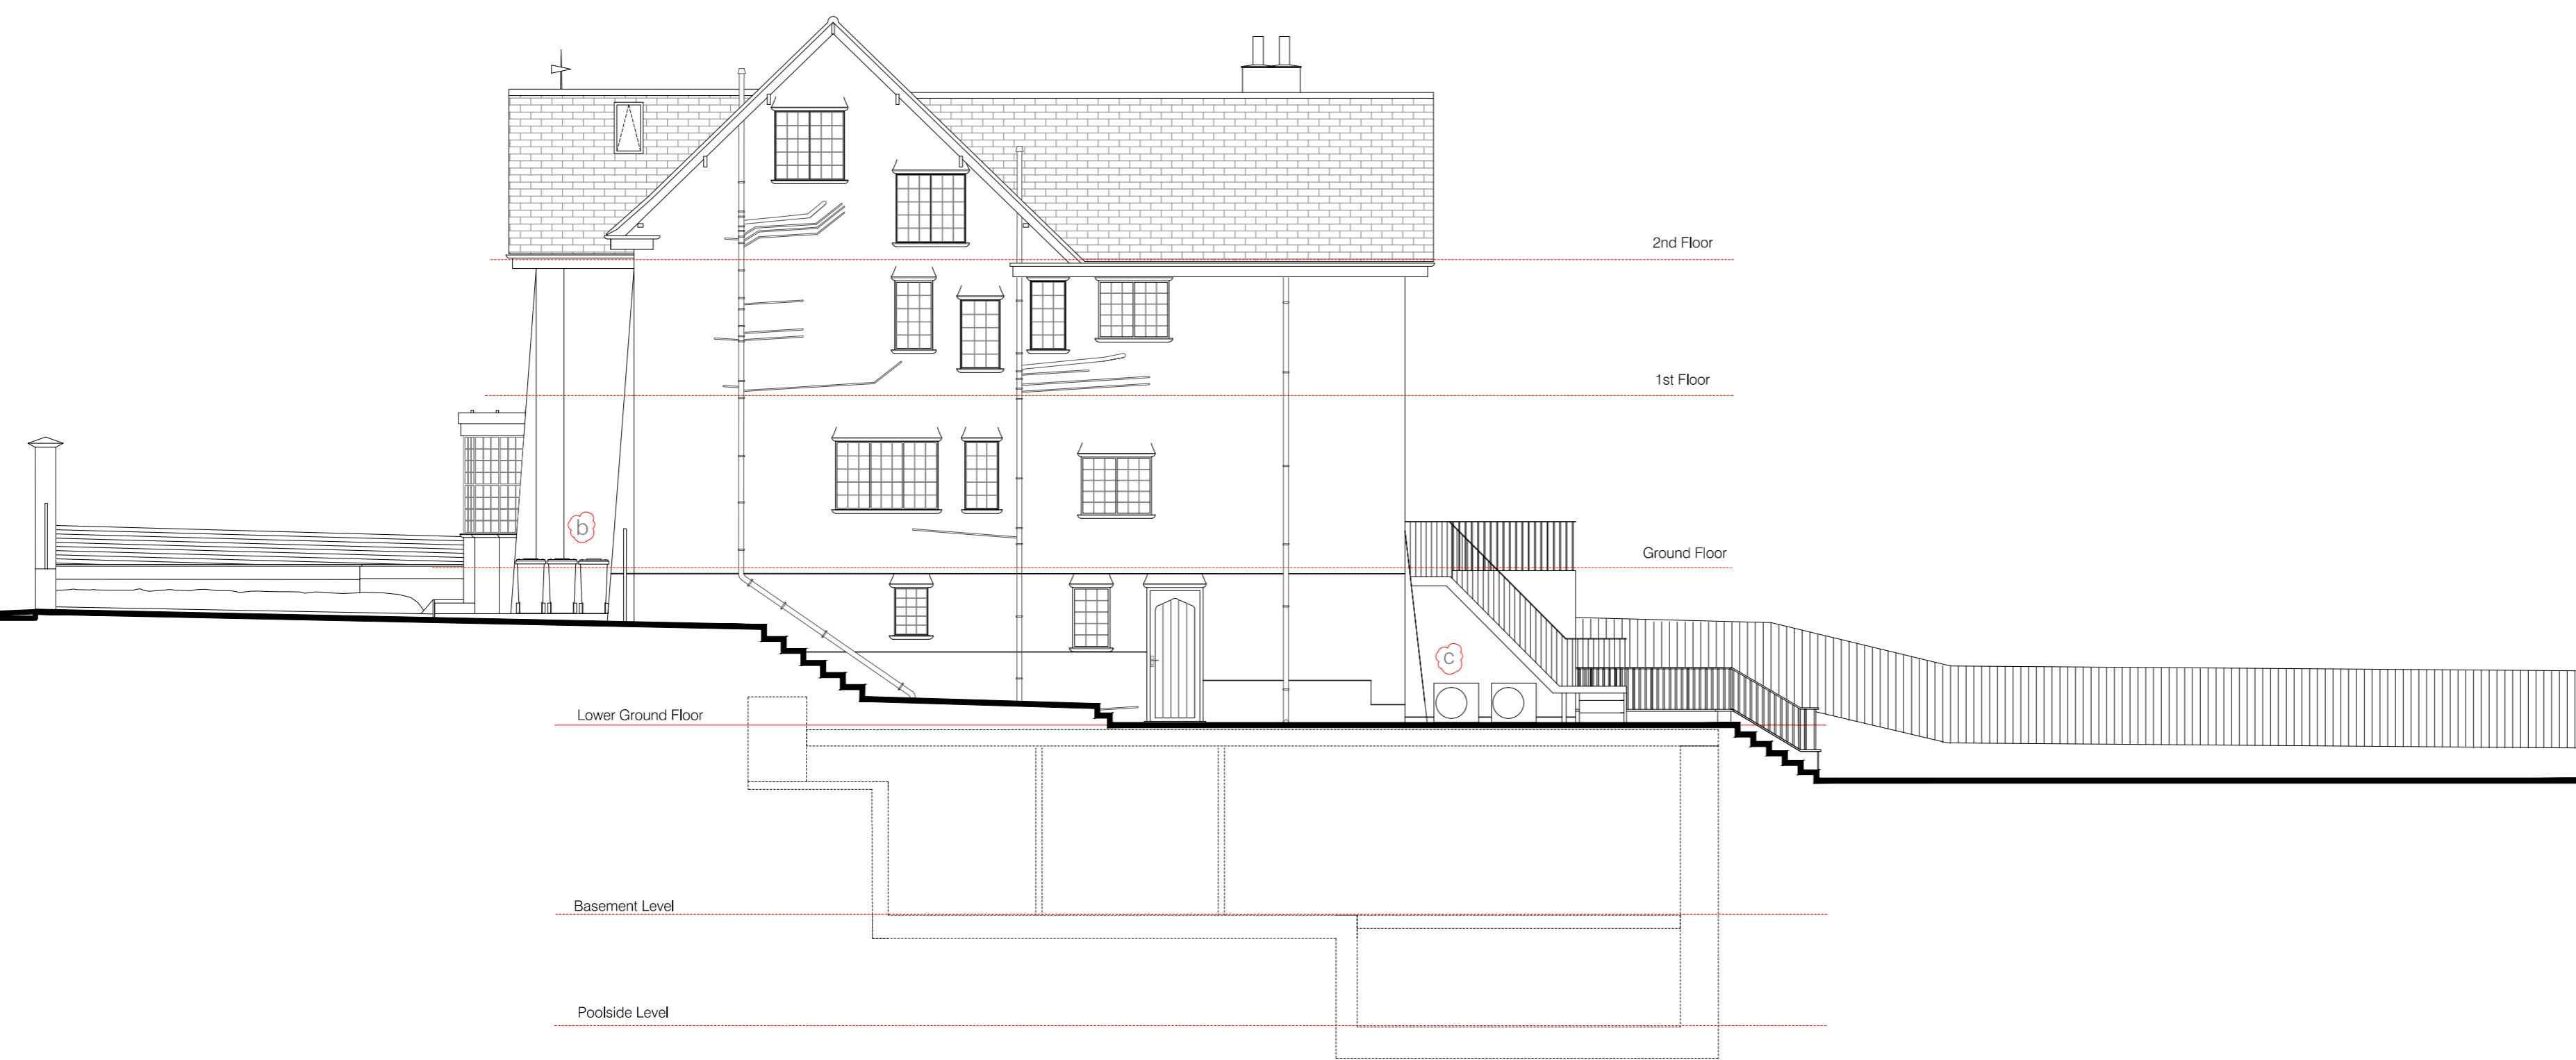 2nd Floor
1st Floor
b
Ground Floor
c
Lower Ground Floor
Basement Level
Poolside Level